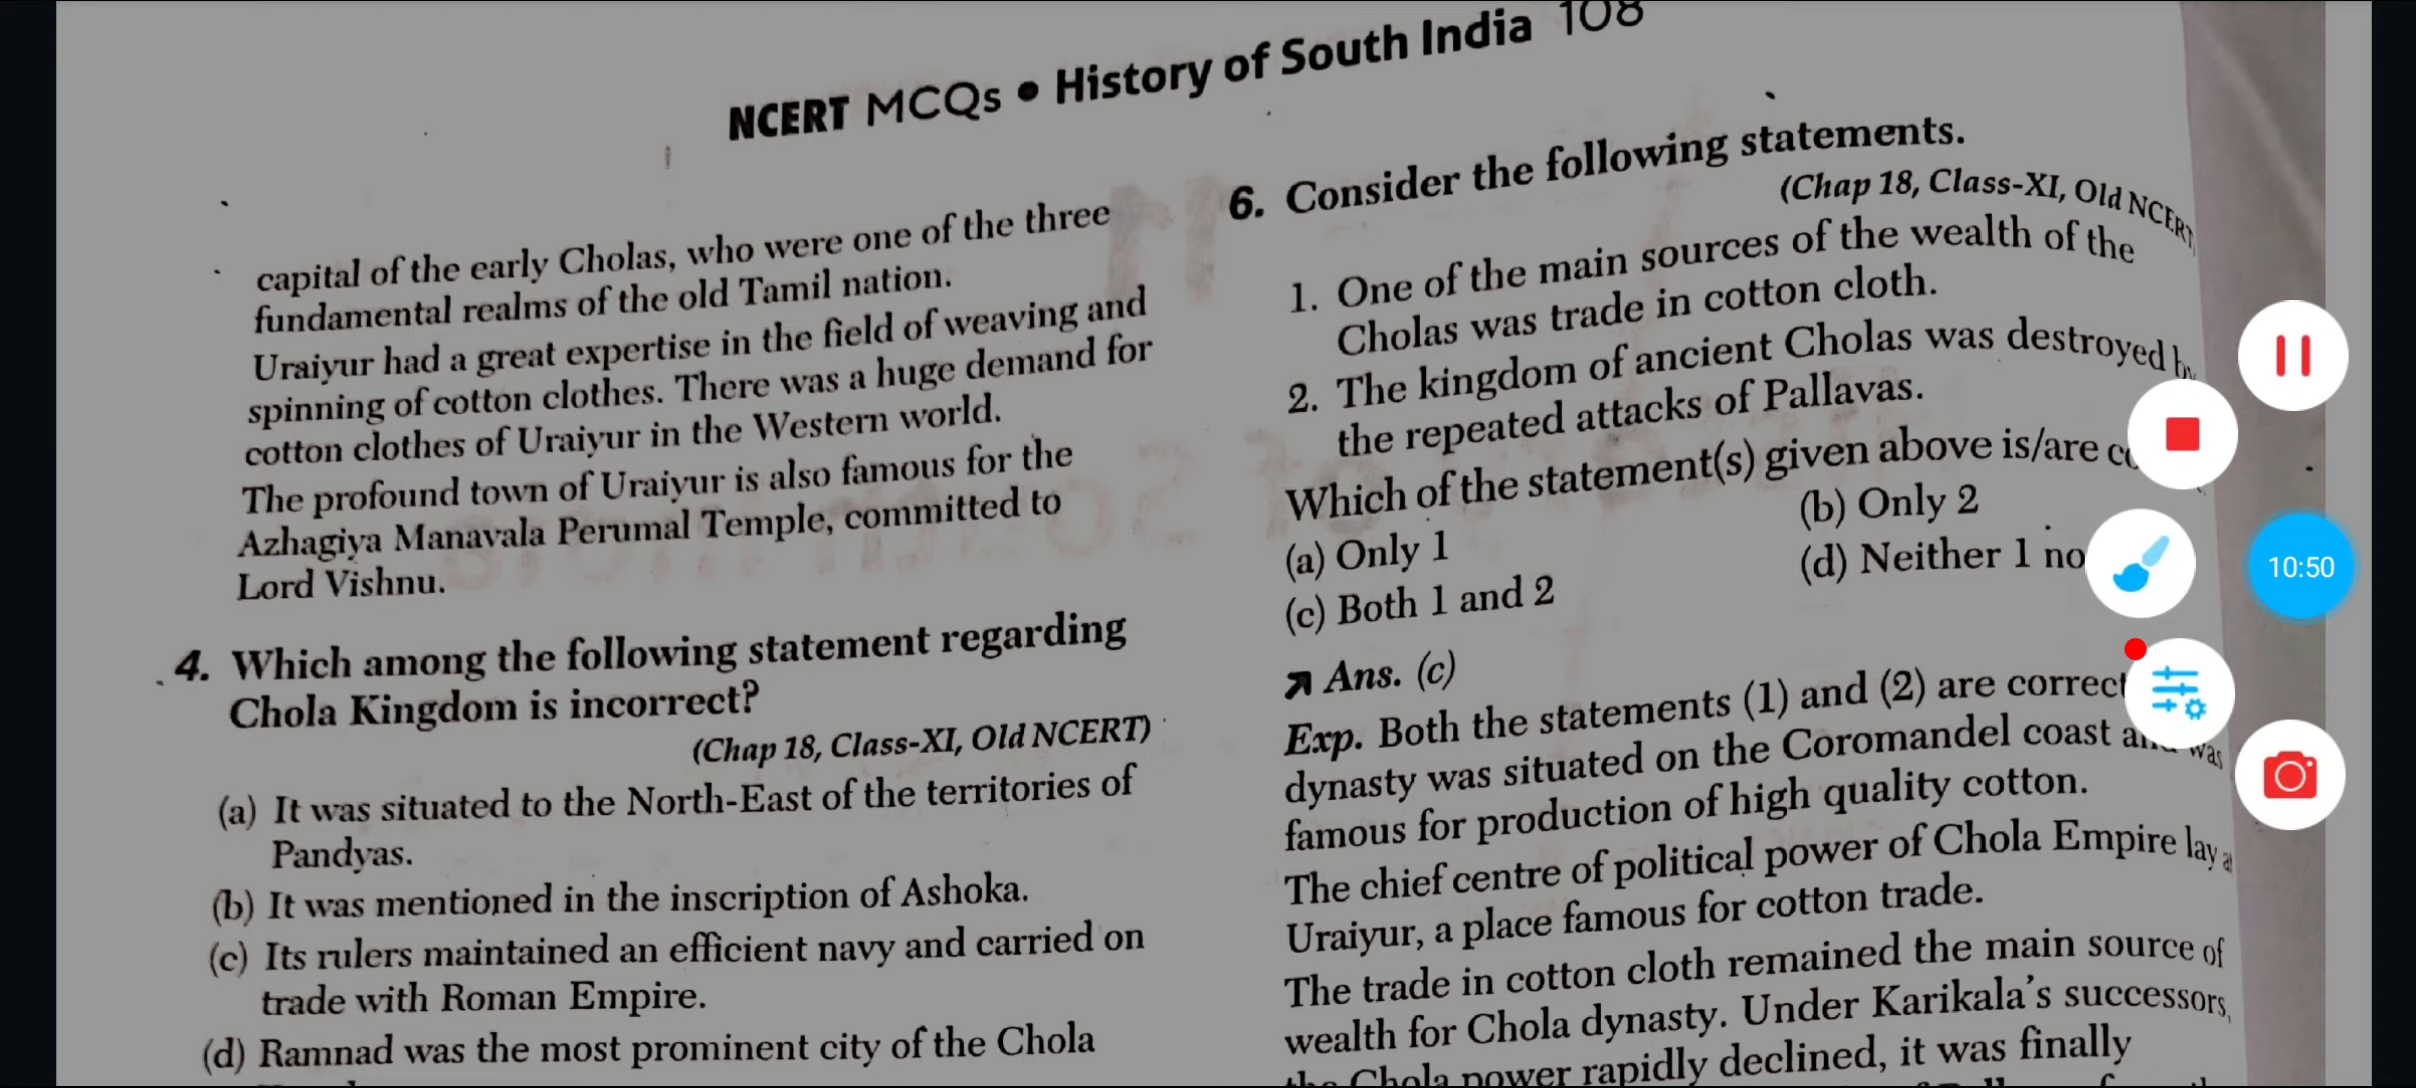 NCERT MCQs • History of South India 108
capital of the early Cholas, who were one of the three
fundamental realms of the old Tamil nation.
Uraiyur had a great expertise in the field of weaving and
spinning of cotton clothes. There was a huge demand for
cotton clothes of Uraiyur in the Western world.
The profound town of Uraiyur is also famous for the
Azhagiya Manavala Perumal Temple, committed to
Lord Vishnu.
4. Which among the following statement regarding
Chola Kingdom is incorrect?
(Chap 18, Class-XI, Old NCERT)
(a) It was situated to the North-East of the territories of
Pandyas.
(b) It was mentioned in the inscription of Ashoka.
(c) Its rulers maintained an efficient navy and carried on
trade with Roman Empire.
(d) Ramnad was the most prominent city of the Chola
6. Consider the following statements.
(Chap 18, Class-XI, Old NCERT)
1. One of the main sources of the wealth of the
Cholas was trade in cotton cloth.
2. The kingdom of ancient Cholas was destroyed by
the repeated attacks of Pallavas.
Which of the statement(s) given above is/are
(a) Only 1
(b) Only 2
(c) Both 1 and 2
(d) Neither 1
Ans. (c)
Exp. Both the statements (1) and (2) are correct
dynasty was situated on the Coromandel coast and was
famous for production of high quality cotton.
The chief centre of political power of Chola Empire lay
Uraiyur, a place famous for cotton trade.
The trade in cotton cloth remained the main source of
wealth for Chola dynasty. Under Karikala's successors,
the Chola power rapidly declined, it was finally
10:50